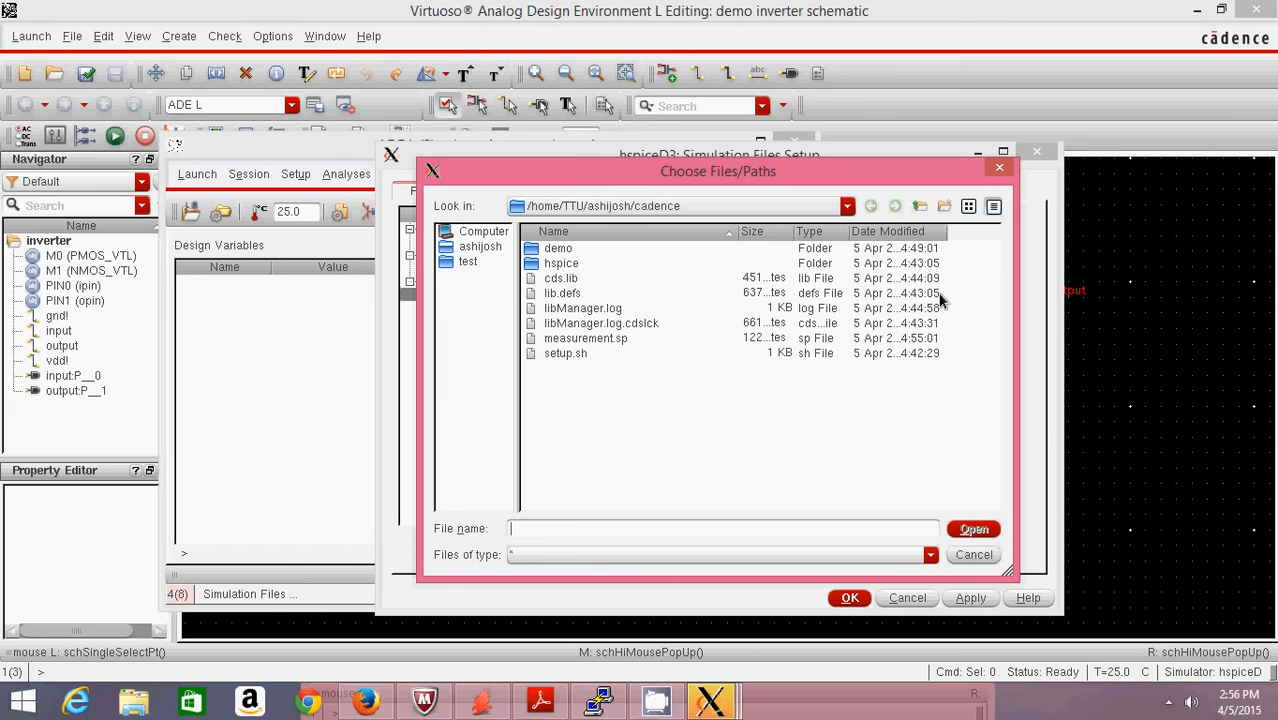 Virtuoso® Analog Design Environment L Editing: demo inverter schematic
Launch File Edit View Create Check Options Window Help
cādence
ADE L
Search
Navigator
Default
Search
Name
inverter
M0 (PMOS_VTL)
M1 (NMOS_VTL)
PIN0 (ipin)
PIN1 (opin)
gnd!
input
output
vdd!
input:P__0
output:P__1
Property Editor
Launch Session Setup Analyses
25.0
Design Variables
Name Value
>
4(8) Simulation Files ...
hspiceD3: Simulation Files Setup
Choose Files/Paths
Look in: /home/TTU/ashijosh/cadence
Computer
ashijosh
test
Name Size Type Date Modified
demo Folder 5 Apr 2...4:49:01
hspice Folder 5 Apr 2...4:43:05
cds.lib 451...tes lib File 5 Apr 2...4:44:09
lib.defs 637...tes defs File 5 Apr 2...4:43:05
libManager.log 1 KB log File 5 Apr 2...4:44:58
libManager.log.cdslck 661...tes cds...ile 5 Apr 2...4:43:31
measurement.sp 122...tes sp File 5 Apr 2...4:55:01
setup.sh 1 KB sh File 5 Apr 2...4:42:29
File name:
Open
Files of type: *
Cancel
OK Cancel Apply Help
mouse L: schSingleSelectPt() M: schHiMousePopUp() R: schHiMousePopUp()
1(3) > Cmd: Sel: 0 Status: Ready T=25.0 C Simulator: hspiceD
2:56 PM
4/5/2015